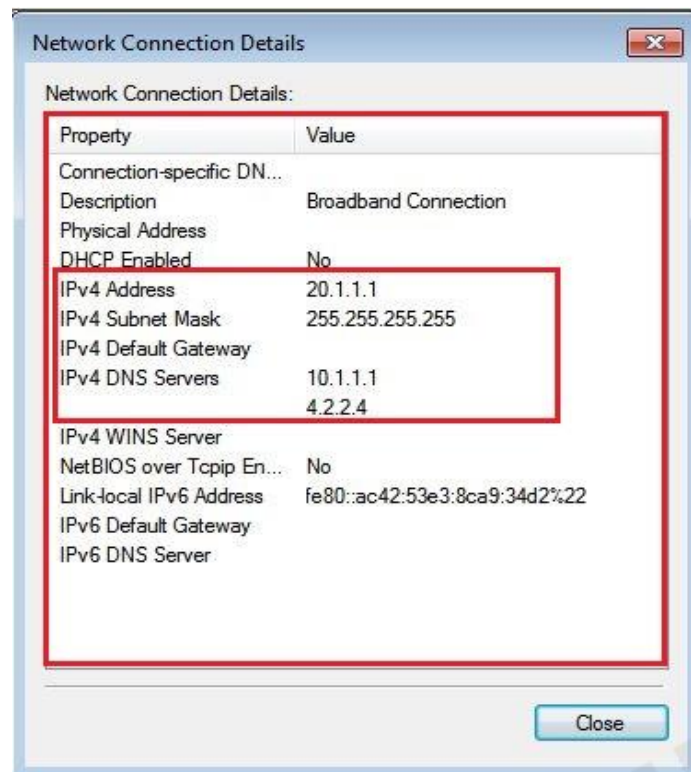 Network Connection Details
Network Connection Details:
Property Value
Connection-specific DN...
Description Broadband Connection
Physical Address
DHCP Enabled No
IPv4 Address 20.1.1.1
IPv4 Subnet Mask 255.255.255.255
IPv4 Default Gateway
IPv4 DNS Servers 10.1.1.1
4.2.2.4
IPv4 WINS Server
NetBIOS over Tcpip En... No
Link-local IPv6 Address fe80::ac42:53e3:8ca9:34d2%22
IPv6 Default Gateway
IPv6 DNS Server
Close